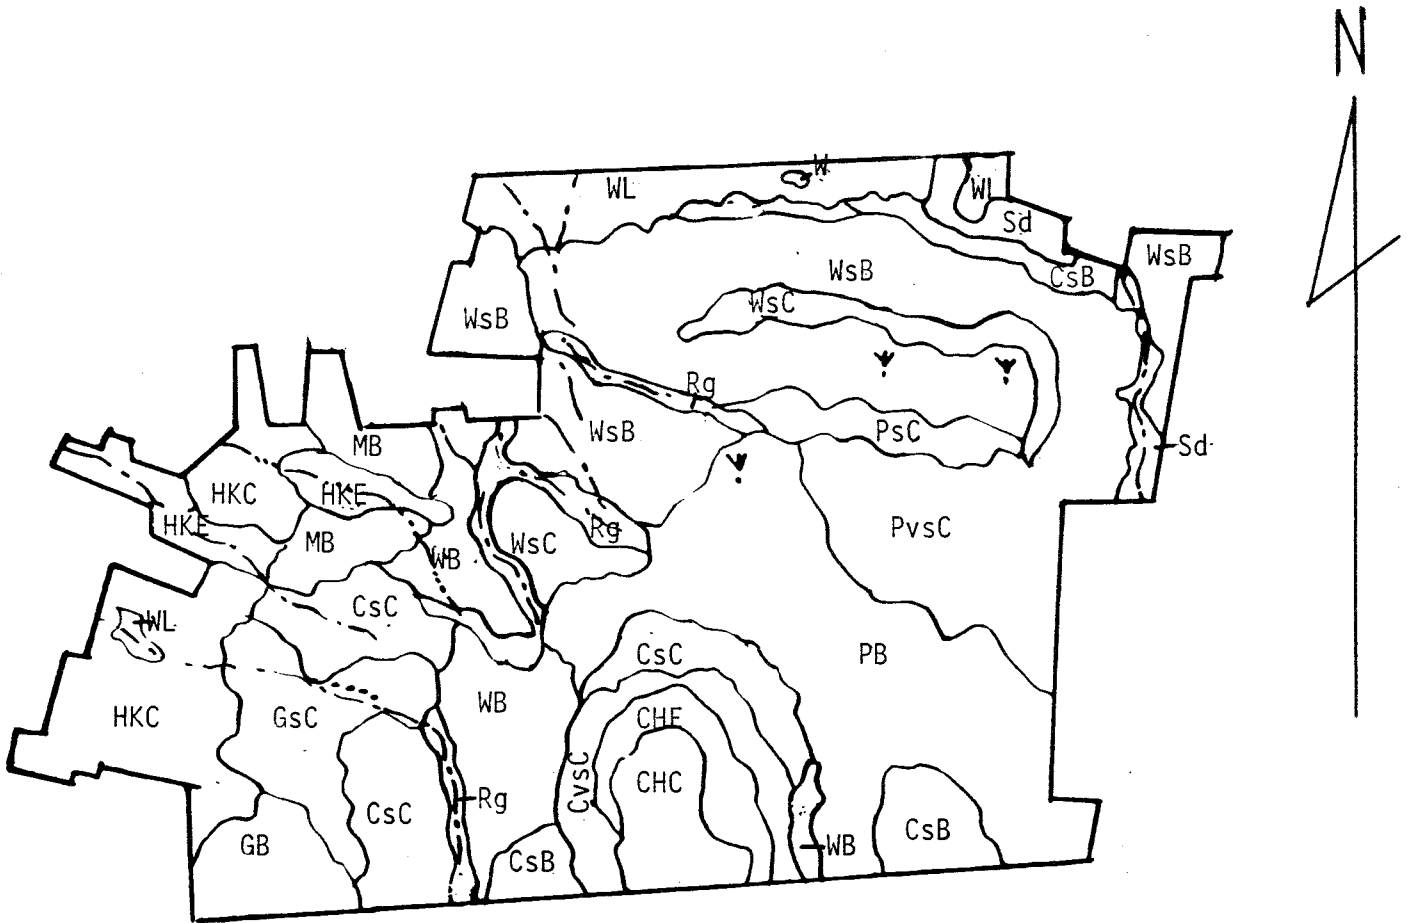 N
W
WL
WL
Sd
WsB
WsB
CsB
WsC
WsB
Rg
WsB
PsC
MB
Sd
HKC
HKE
HKE
Rg
PvsC
MB
WsC
WB
CsC
WL
CsC
PB
WB
HKC
GsC
CHE
CvsC
CHC
Rg
CsC
CsB
GB
WB
CsB